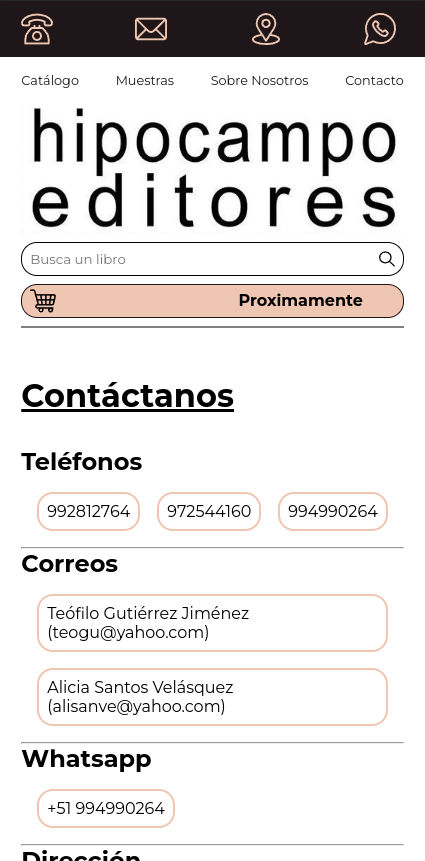 Catálogo Muestras Sobre Nosotros Contacto
hipocampo
editores
Busca un libro
Proximamente
Contáctanos
Teléfonos
992812764 972544160 994990264
Correos
Teófilo Gutiérrez Jiménez
(teogu@yahoo.com)
Alicia Santos Velásquez
(alisanve@yahoo.com)
Whatsapp
+51 994990264
Dirección